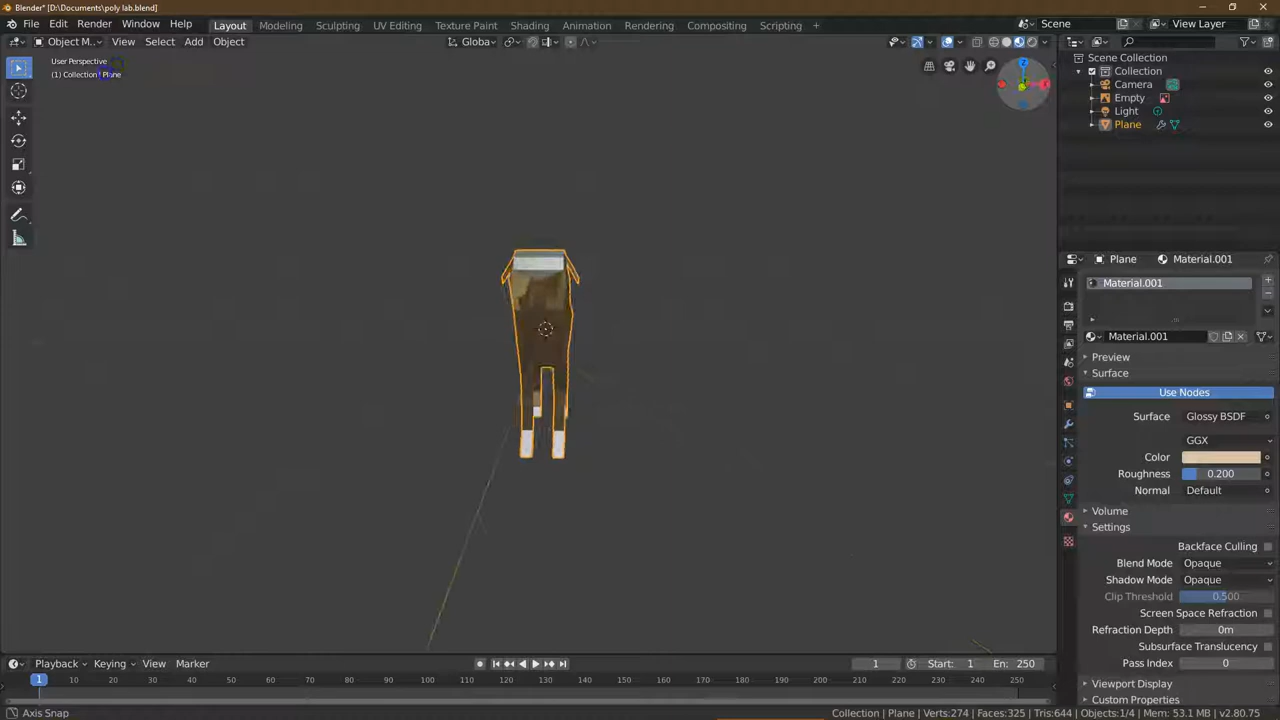 Blender* [D:\Documents\poly lab.blend]
File Edit Render Window Help Layout Modeling Sculpting UV Editing Texture Paint Shading Animation Rendering Compositing Scripting + Scene View Layer
Object M... View Select Add Object Globa
User Perspective
(1) Collection | Plane
Scene Collection
Collection
Camera
Empty
Light
Plane
X
Z
Plane Material.001
Material.001
Material.001
Preview
Surface
Use Nodes
Surface Glossy BSDF
GGX
Color
Roughness 0.200
Normal Default
Volume
Settings
Backface Culling
Blend Mode Opaque
Shadow Mode Opaque
Clip Threshold 0.500
Screen Space Refraction
Refraction Depth 0m
Subsurface Translucency
Pass Index 0
Viewport Display
Custom Properties
Playback Keying View Marker 1 Start: 1 En: 250
1 10 20 30 40 50 60 70 80 90 100 110 120 130 140 150 160 170 180 190 200 210 220 230 240 250
Axis Snap Collection | Plane | Verts:274 | Faces:325 | Tris:644 | Objects:1/4 | Mem: 53.1 MB | v2.80.75